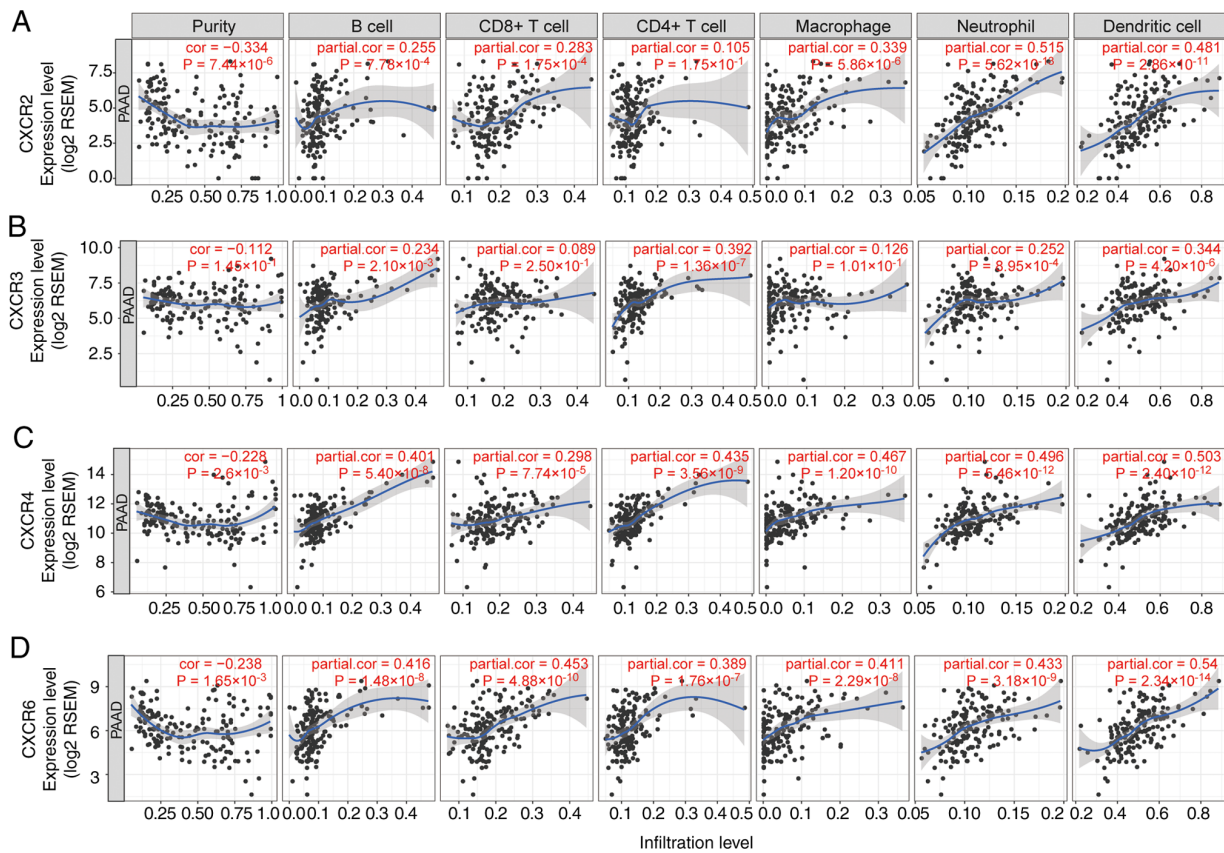 A
Purity B cell CD8+ T cell CD4+ T cell Macrophage Neutrophil Dendritic cell
cor = −0.334 partial.cor = 0.255 partial.cor = 0.283 partial.cor = 0.105 partial.cor = 0.339 partial.cor = 0.515 partial.cor = 0.481
P = 7.44×10-6 P = 7.78×10-4 P = 1.75×10-4 P = 1.75×10-1 P = 5.86×10-6 P = 5.62×10 P = 2.86×10-11
CXCR2
Expression level
(log2 RSEM)
PAAD
7.5
5.0
2.5
0.0
0.25 0.50 0.75 1.0 0.0 0.1 0.2 0.3 0.4 0.5 0.1 0.2 0.3 0.4 0.1 0.2 0.3 0.4 0.5 0.0 0.1 0.2 0.3 0.05 0.10 0.15 0.20 0.2 0.4 0.6 0.8
B
cor = −0.112 partial.cor = 0.234 partial.cor = 0.089 partial.cor = 0.392 partial.cor = 0.126 partial.cor = 0.252 partial.cor = 0.344
P = 1.45×10-1 P = 2.10×10-3 P = 2.50×10-1 P = 1.36×10-7 P = 1.01×10-1 P = 8.95×10-4 P = 4.20×10-6
CXCR3
Expression level
(log2 RSEM)
PAAD
10.0
7.5
5.0
2.5
0.25 0.50 0.75 1 0.0 0.1 0.2 0.3 0.4 0.5 0.1 0.2 0.3 0.4 0.1 0.2 0.3 0.4 0.5 0.0 0.1 0.2 0.3 0.05 0.10 0.15 0.20 0.2 0.4 0.6 0.8
C
cor = −0.228 partial.cor = 0.401 partial.cor = 0.298 partial.cor = 0.435 partial.cor = 0.467 partial.cor = 0.496 partial.cor = 0.503
P = 2.6×10-3 P = 5.40×10-8 P = 7.74×10-5 P = 3.56×10-9 P = 1.20×10-10 P = 5.46×10-12 P = 2.40×10-12
CXCR4
Expression level
(log2 RSEM)
PAAD
14
12
10
8
6
0.25 0.50 0.75 1.0 0.0 0.1 0.2 0.3 0.4 0.5 0.1 0.2 0.3 0.4 0.1 0.2 0.3 0.4 0.5 0.0 0.1 0.2 0.3 0.05 0.10 0.15 0.20 0.2 0.4 0.6 0.8
D
cor = −0.238 partial.cor = 0.416 partial.cor = 0.453 partial.cor = 0.389 partial.cor = 0.411 partial.cor = 0.433 partial.cor = 0.54
P = 1.65×10-3 P = 1.48×10-8 P = 4.88×10-10 P = 1.76×10-7 P = 2.29×10-8 P = 3.18×10-9 P = 2.34×10-14
CXCR6
Expression level
(log2 RSEM)
PAAD
9
6
3
0.25 0.50 0.75 1.0 0.0 0.1 0.2 0.3 0.4 0.5 0.1 0.2 0.3 0.4 0.1 0.2 0.3 0.4 0.5 0.0 0.1 0.2 0.3 0.05 0.10 0.15 0.20 0.2 0.4 0.6 0.8
Infiltration level